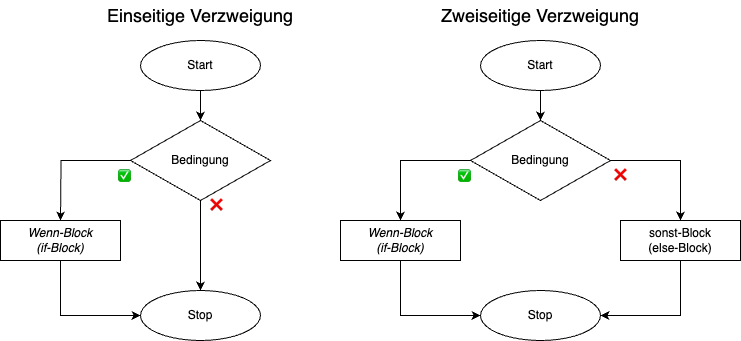 Einseitige Verzweigung
Start
Bedingung
Wenn-Block
(if-Block)
Stop
Zweiseitige Verzweigung
Start
Bedingung
Wenn-Block
(if-Block)
sonst-Block
(else-Block)
Stop